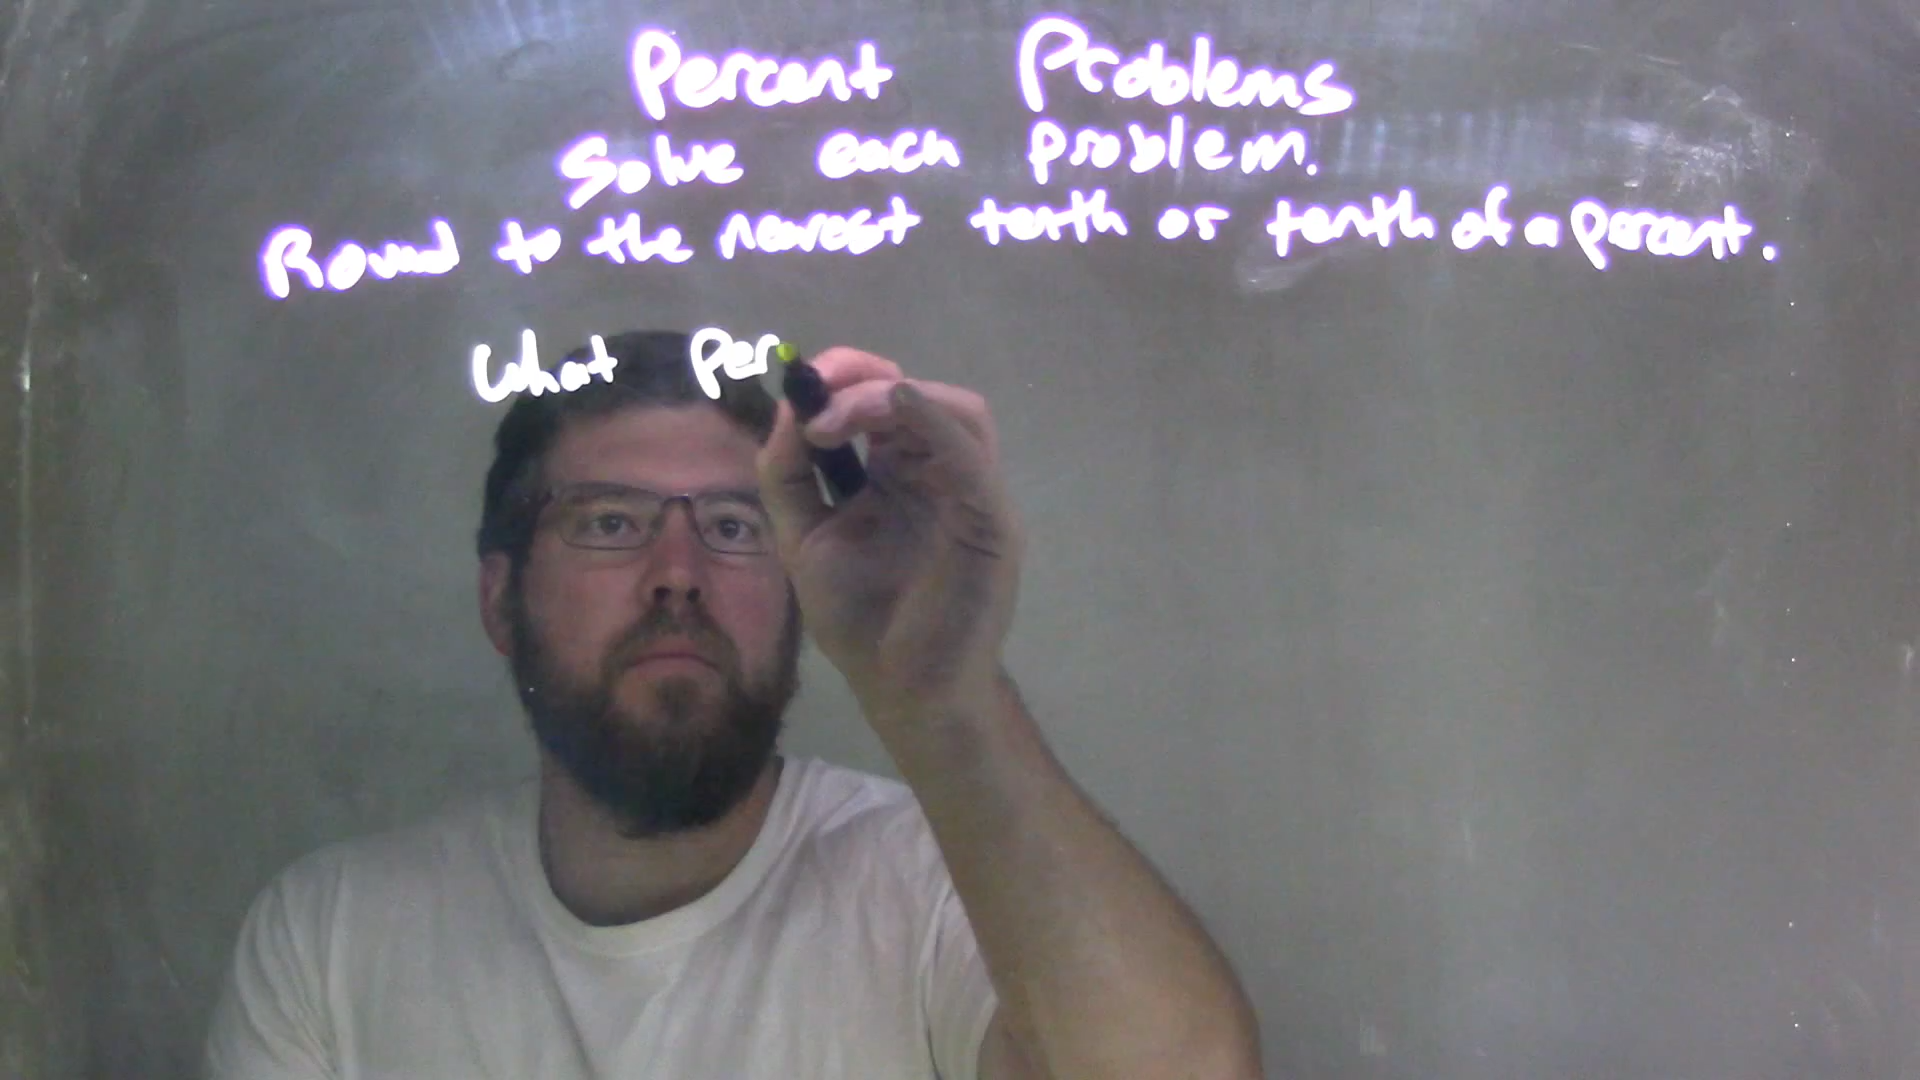 Percent Problems
Solve each problem.
Round to the nearest tenth or tenth of a percent.
What Per